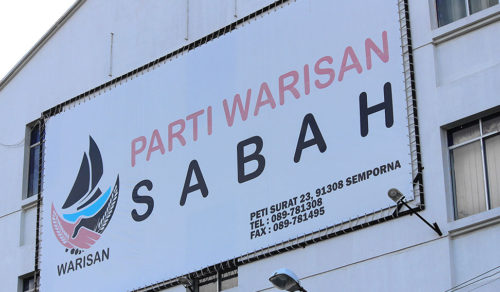 PARTI WARISAN
SABAH
WARISAN
PETI SURAT 23, 91308 SEMPORNA
TEL : 089-781308
FAX : 089-781495